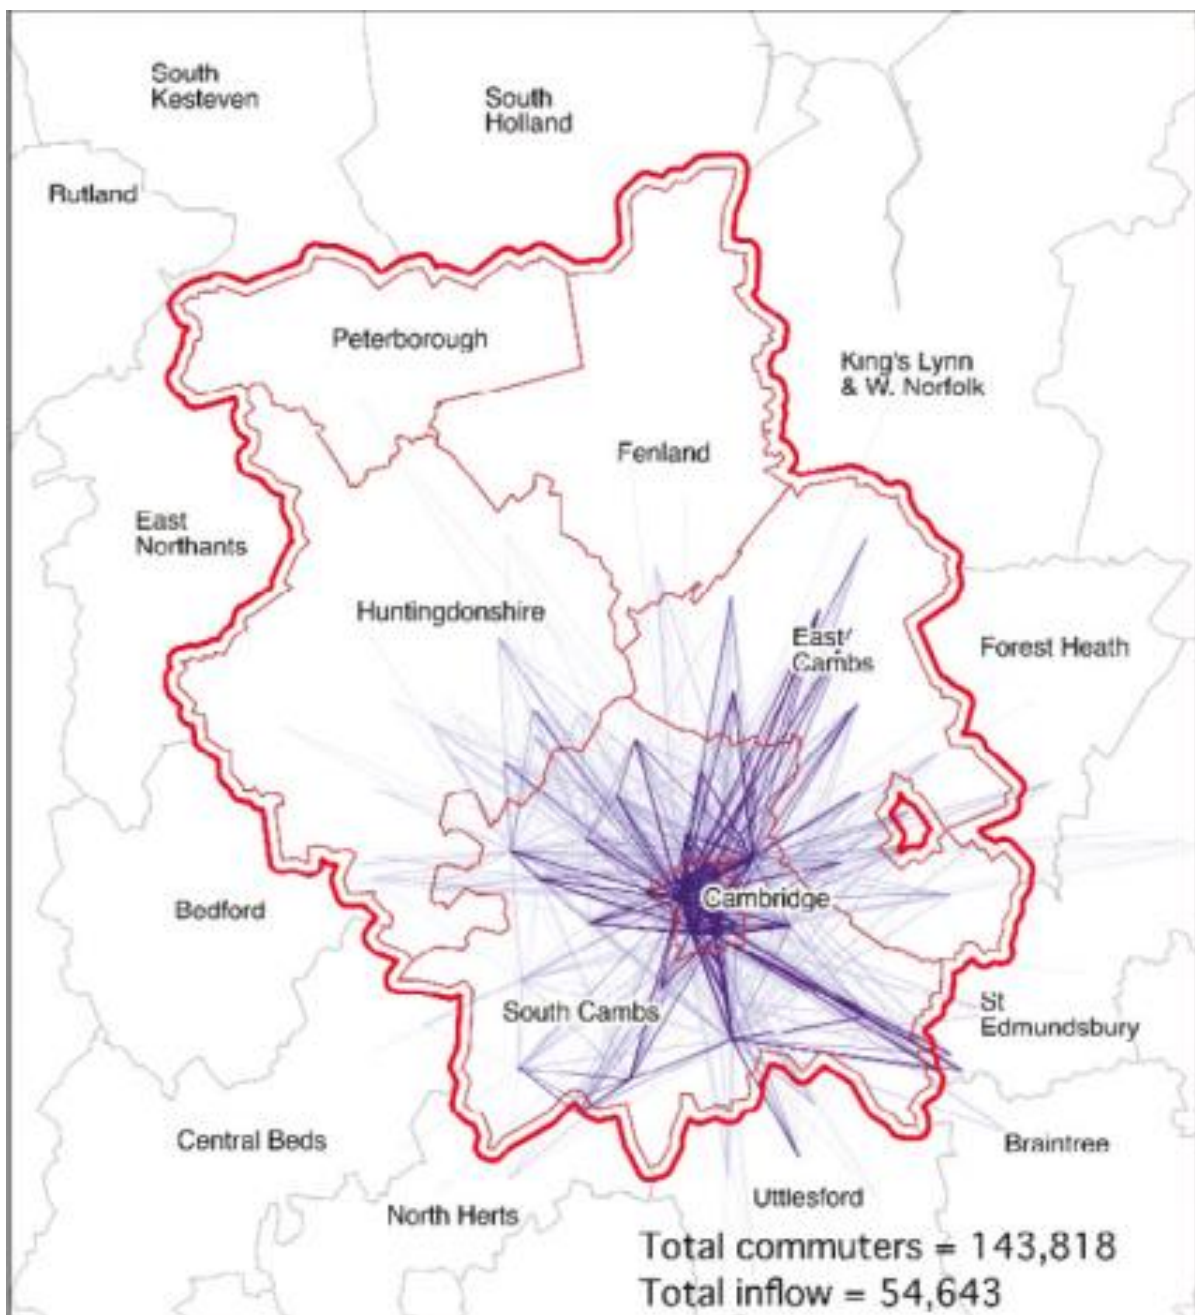 South
Kesteven
South
Holland
Rutland
Peterborough
King's Lynn
& W. Norfolk
Fenland
East
Northants
Huntingdonshire
East
Cambs
Forest Heath
Cambridge
Bedford
South Cambs
St
Edmundsbury
Central Beds
Braintree
Uttlesford
North Herts
Total commuters = 143,818
Total inflow = 54,643